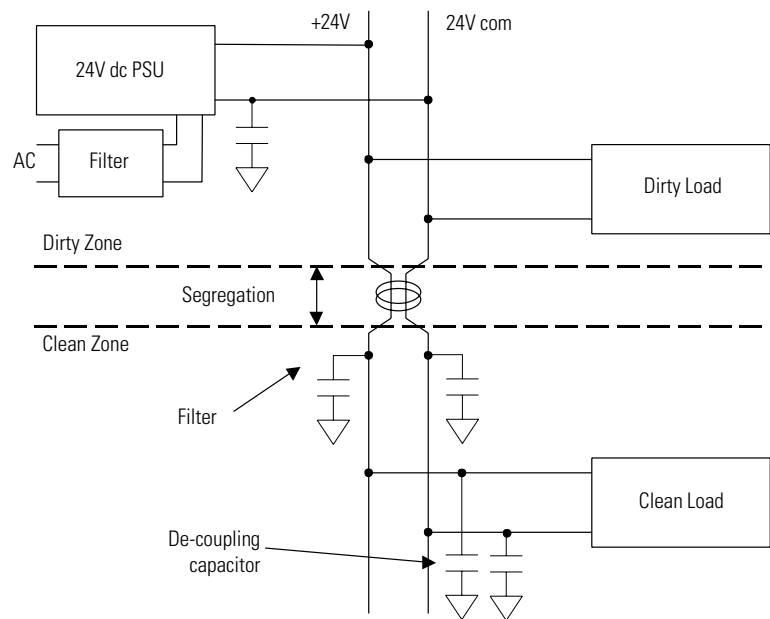 +24V
24V com
24V dc PSU
AC
Filter
Dirty Load
Dirty Zone
Segregation
Clean Zone
Filter
Clean Load
De-coupling
capacitor